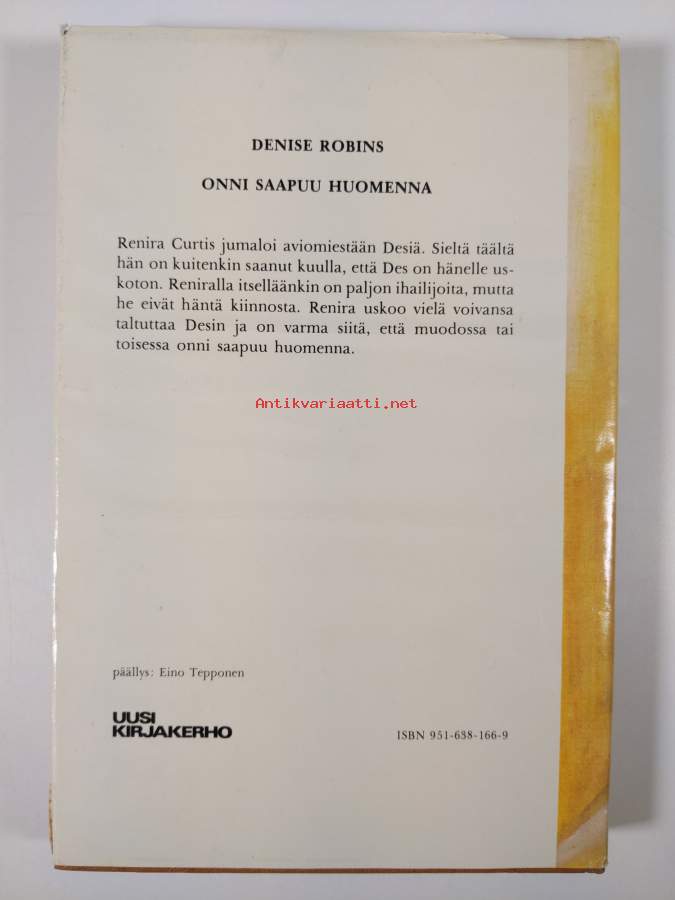 DENISE ROBINS
ONNI SAAPUU HUOMENNA
Renira Curtis jumaloi aviomiestään Desiä. Sieltä täältä
hän on kuitenkin saanut kuulla, että Des on hänelle us-
koton. Reniralla itselläänkin on paljon ihailijoita, mutta
he eivät häntä kiinnosta. Renira uskoo vielä voivansa
taltuttaa Desin ja on varma siitä, että muodossa tai
toisessa onni saapuu huomenna.
Antikvariaatti.net
päällys: Eino Tepponen
UUSI
KIRJAKERHO
ISBN 951-638-166-9